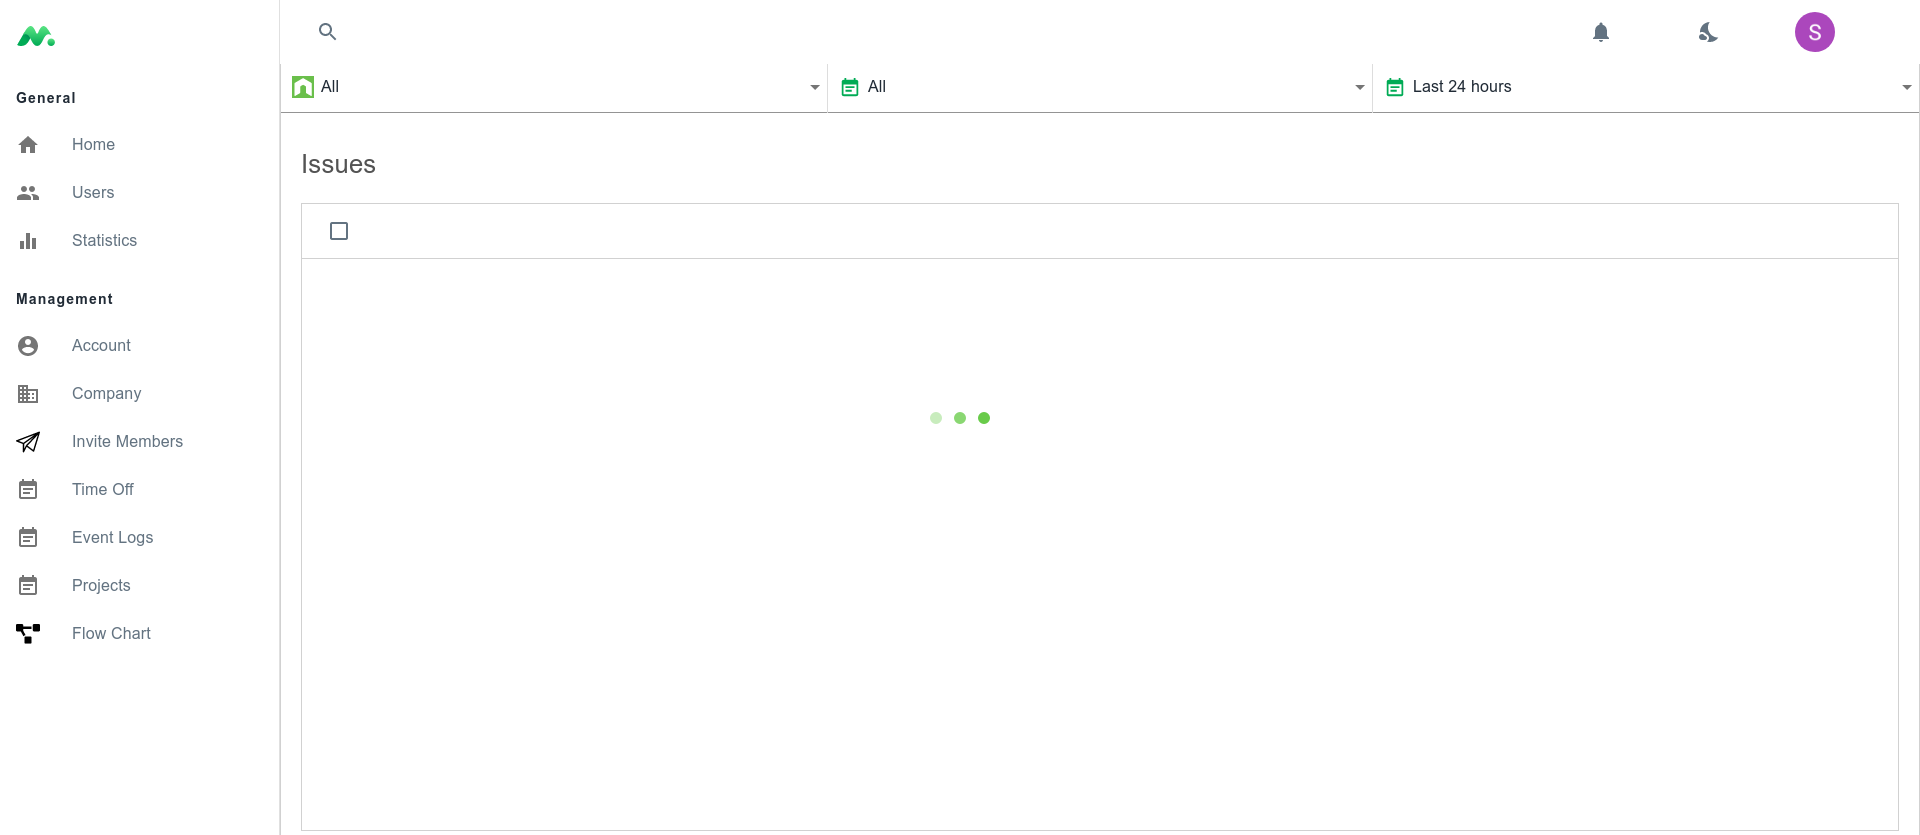 General
Home
Users
Statistics
Management
Account
Company
Invite Members
Time Off
Event Logs
Projects
Flow Chart
S
All
All
Last 24 hours
Issues